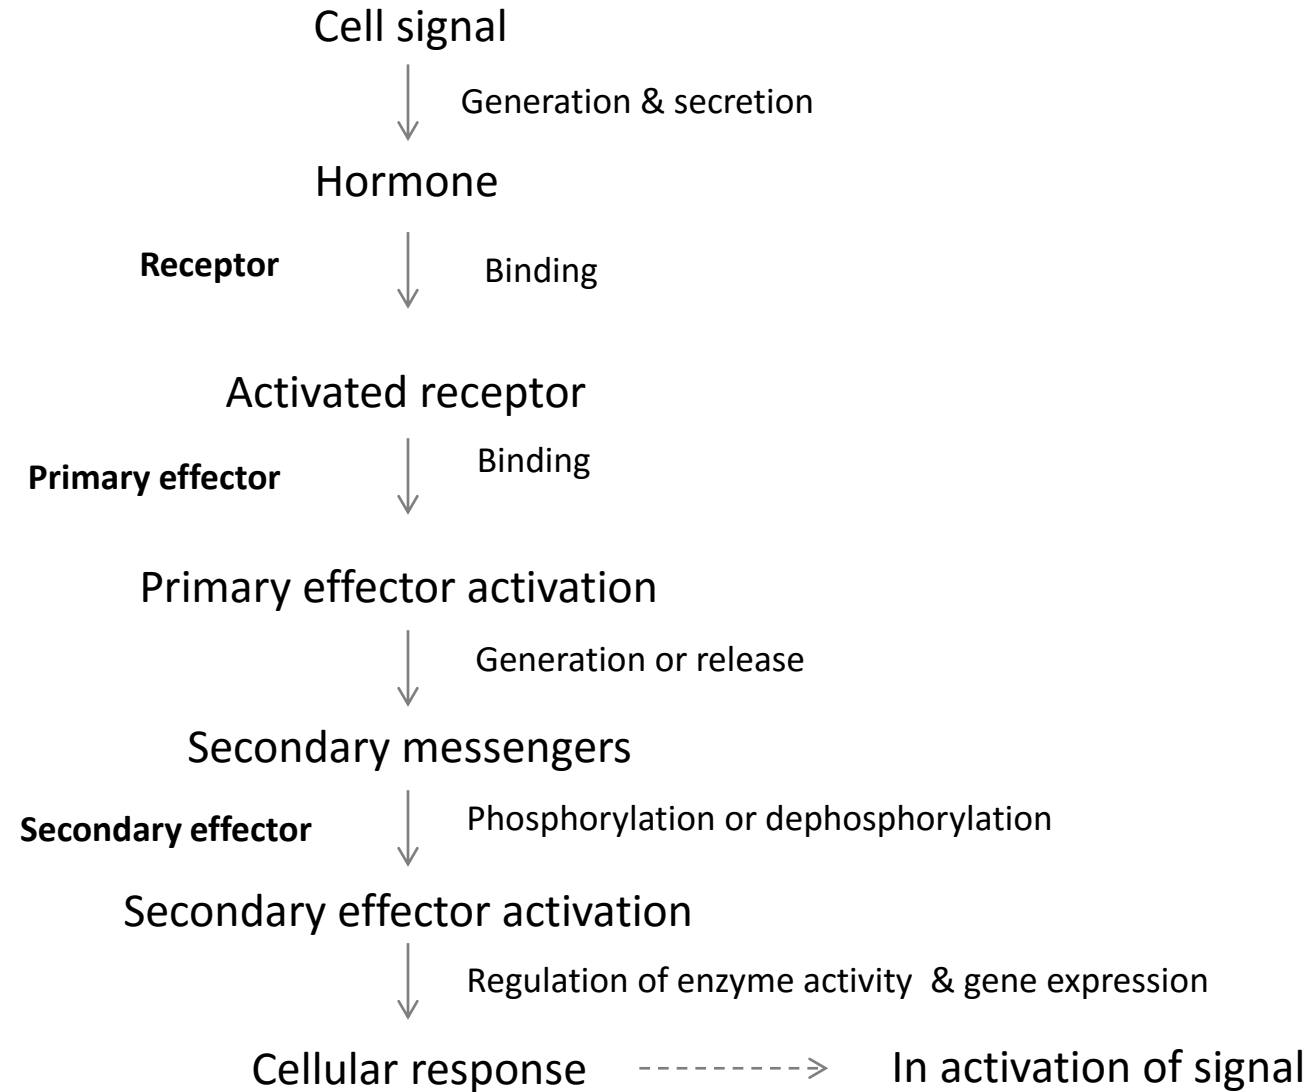 Cell signal
Generation & secretion
Hormone
Receptor
Binding
Activated receptor
Binding
Primary effector
Primary effector activation
Generation or release
Secondary messengers
Secondary effector
Phosphorylation or dephosphorylation
Secondary effector activation
Regulation of enzyme activity & gene expression
Cellular response
In activation of signal